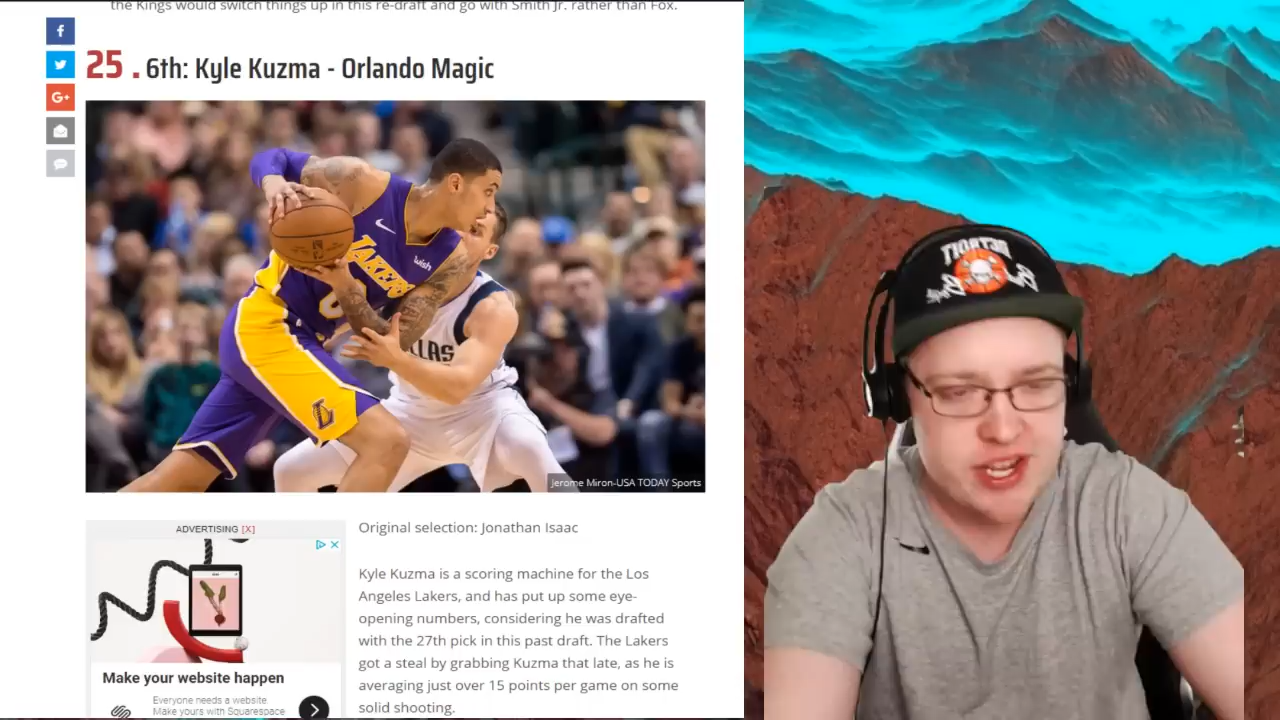 the Kings would switch things up in this re-draft and go with Smith Jr. rather than Fox.
25 . 6th: Kyle Kuzma - Orlando Magic
f
G+
LAKERS
wish
LLAS
L
Jerome Miron-USA TODAY Sports
DETROIT
ADVERTISING [X]
Make your website happen
Everyone needs a website.
Make yours with Squarespace
Original selection: Jonathan Isaac
Kyle Kuzma is a scoring machine for the Los
Angeles Lakers, and has put up some eye-
opening numbers, considering he was drafted
with the 27th pick in this past draft. The Lakers
got a steal by grabbing Kuzma that late, as he is
averaging just over 15 points per game on some
solid shooting.